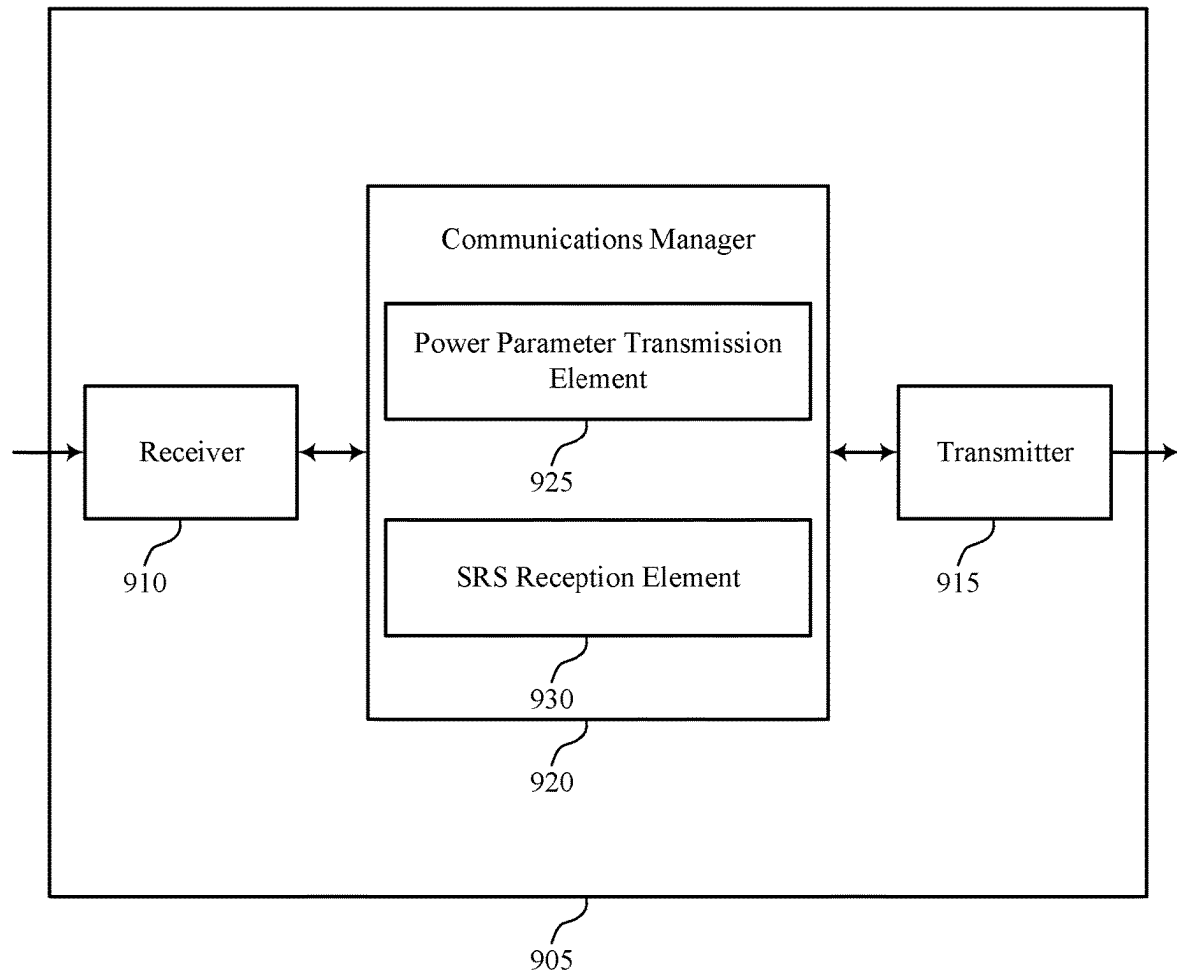 Communications Manager
Power Parameter Transmission
Element
925
Receiver
910
Transmitter
915
SRS Reception Element
930
920
905